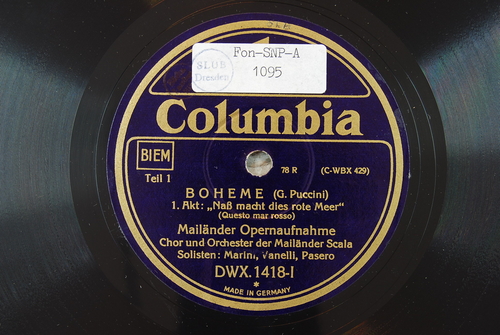 SLB
Fon-SNP-A
1095
SLUB
Dresden
Columbia
BIEM
Teil 1
78 R
(C-WBX 429)
BOHEME (G. Puccini)
1. Akt: „Naß macht dies rote Meer"
(Questo mar rosso)
Mailänder Opernaufnahme
Chor und Orchester der Mailänder Scala
Solisten: Marini, Vanelli, Pasero
DWX. 1418-I
*
MADE IN GERMANY